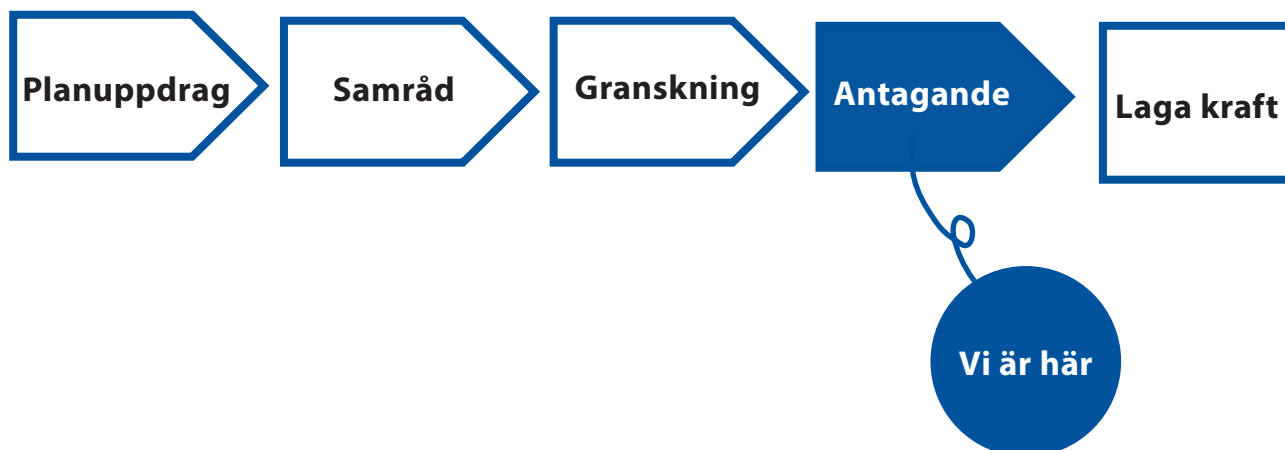 Planuppdrag
Samråd
Granskning
Antagande
Laga kraft
Vi är här